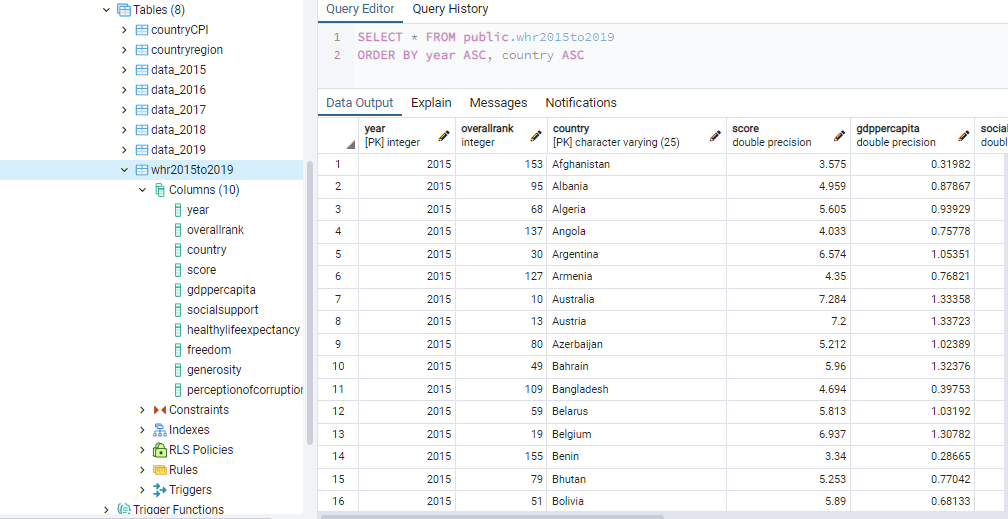 Tables (8)
countryCPI
countryregion
data_2015
data_2016
data_2017
data_2018
data_2019
whr2015to2019
Columns (10)
year
overallrank
country
score
gdppercapita
socialsupport
healthylifeexpectancy
freedom
generosity
perceptionofcorruption
Constraints
Indexes
RLS Policies
Rules
Triggers
Trigger Functions
Query Editor Query History
1 SELECT * FROM public.whr2015to2019
2 ORDER BY year ASC, country ASC
Data Output Explain Messages Notifications
year overallrank country score gdppercapita social
[PK] integer integer [PK] character varying (25) double precision double precision doubl
1 2015 153 Afghanistan 3.575 0.31982
2 2015 95 Albania 4.959 0.87867
3 2015 68 Algeria 5.605 0.93929
4 2015 137 Angola 4.033 0.75778
5 2015 30 Argentina 6.574 1.05351
6 2015 127 Armenia 4.35 0.76821
7 2015 10 Australia 7.284 1.33358
8 2015 13 Austria 7.2 1.33723
9 2015 80 Azerbaijan 5.212 1.02389
10 2015 49 Bahrain 5.96 1.32376
11 2015 109 Bangladesh 4.694 0.39753
12 2015 59 Belarus 5.813 1.03192
13 2015 19 Belgium 6.937 1.30782
14 2015 155 Benin 3.34 0.28665
15 2015 79 Bhutan 5.253 0.77042
16 2015 51 Bolivia 5.89 0.68133